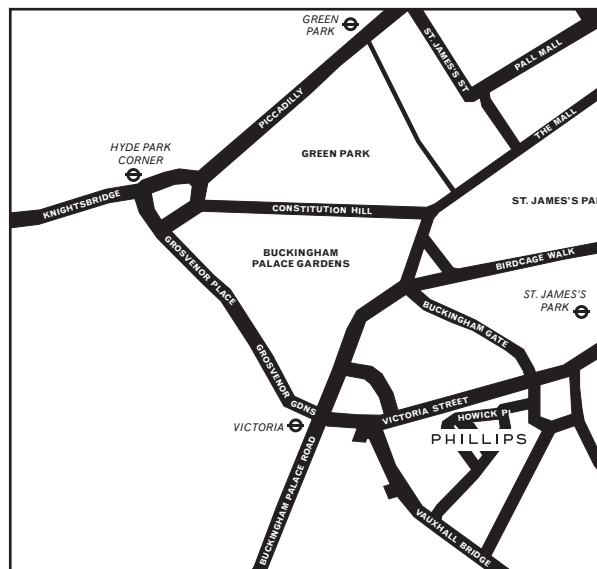 GREEN
PARK
ST. JAMES'S ST
PALL MALL
PICCADILLY
THE MALL
HYDE PARK
CORNER
GREEN PARK
KNIGHTSBRIDGE
CONSTITUTION HILL
ST. JAMES'S PA
GROSVENOR PLACE
BUCKINGHAM
PALACE GARDENS
BIRDCAGE WALK
ST. JAMES'S
PARK
BUCKINGHAM GATE
GROSVENOR
GDNS
VICTORIA STREET
HOWICK PL
VICTORIA
PHILLIPS
BUCKINGHAM PALACE ROAD
VAUXHALL BRIDGE